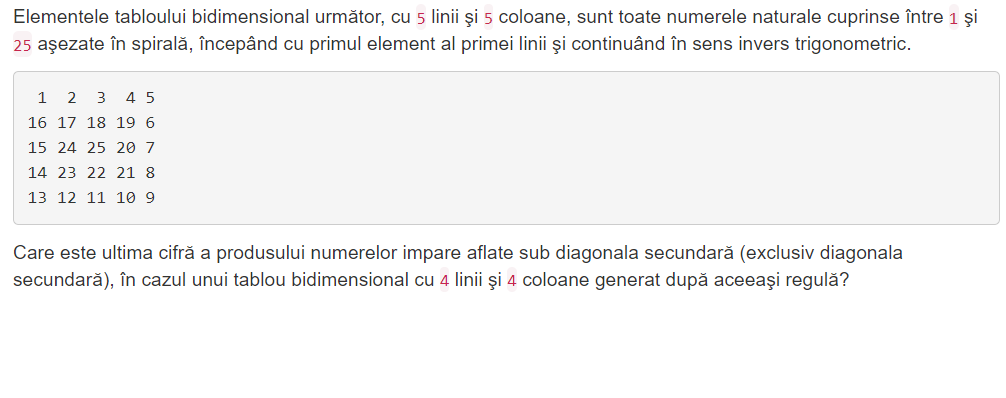 Elementele tabloului bidimensional următor, cu 5 linii şi 5 coloane, sunt toate numerele naturale cuprinse între 1 şi
25 aşezate în spirală, începând cu primul element al primei linii şi continuând în sens invers trigonometric.
1 2 3 4 5
16 17 18 19 6
15 24 25 20 7
14 23 22 21 8
13 12 11 10 9
Care este ultima cifră a produsului numerelor impare aflate sub diagonala secundară (exclusiv diagonala
secundară), în cazul unui tablou bidimensional cu 4 linii şi 4 coloane generat după aceeaşi regulă?